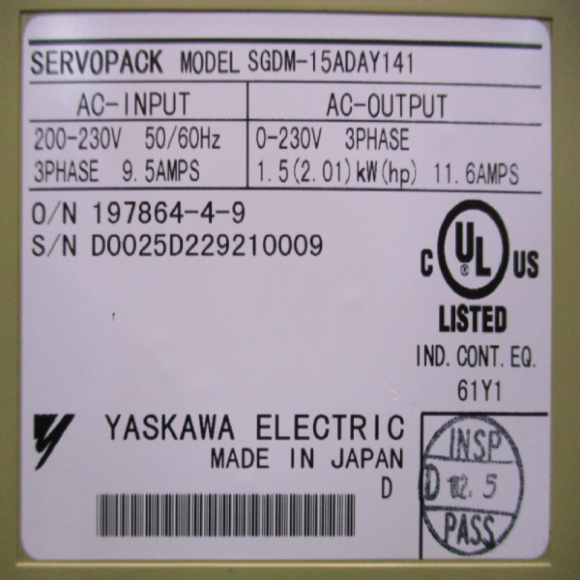 SERVOPACK MODEL SGDM-15ADAY141
AC-INPUT AC-OUTPUT
200-230V 50/60Hz 0-230V 3PHASE
3PHASE 9.5AMPS 1.5(2.01)kW(hp) 11.6AMPS
O/N 197864-4-9
S/N D0025D229210009
C UL US
LISTED
IND. CONT. EQ.
61Y1
YASKAWA ELECTRIC
MADE IN JAPAN
D
INSP
D '02.5
PASS